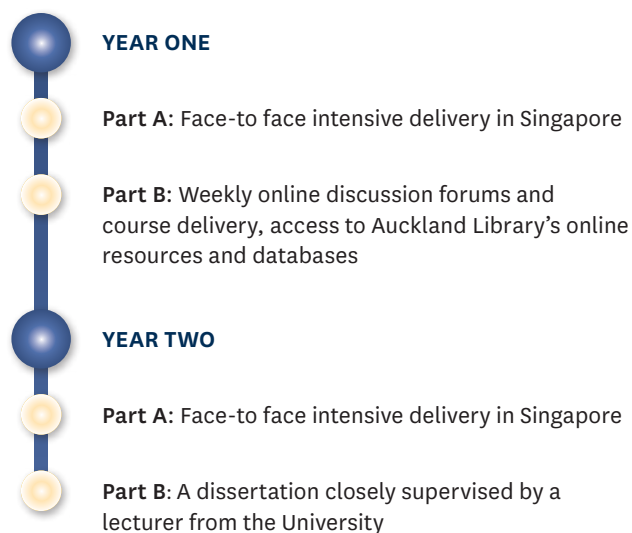 YEAR ONE
Part A: Face-to face intensive delivery in Singapore
Part B: Weekly online discussion forums and
course delivery, access to Auckland Library’s online
resources and databases
YEAR TWO
Part A: Face-to face intensive delivery in Singapore
Part B: A dissertation closely supervised by a
lecturer from the University